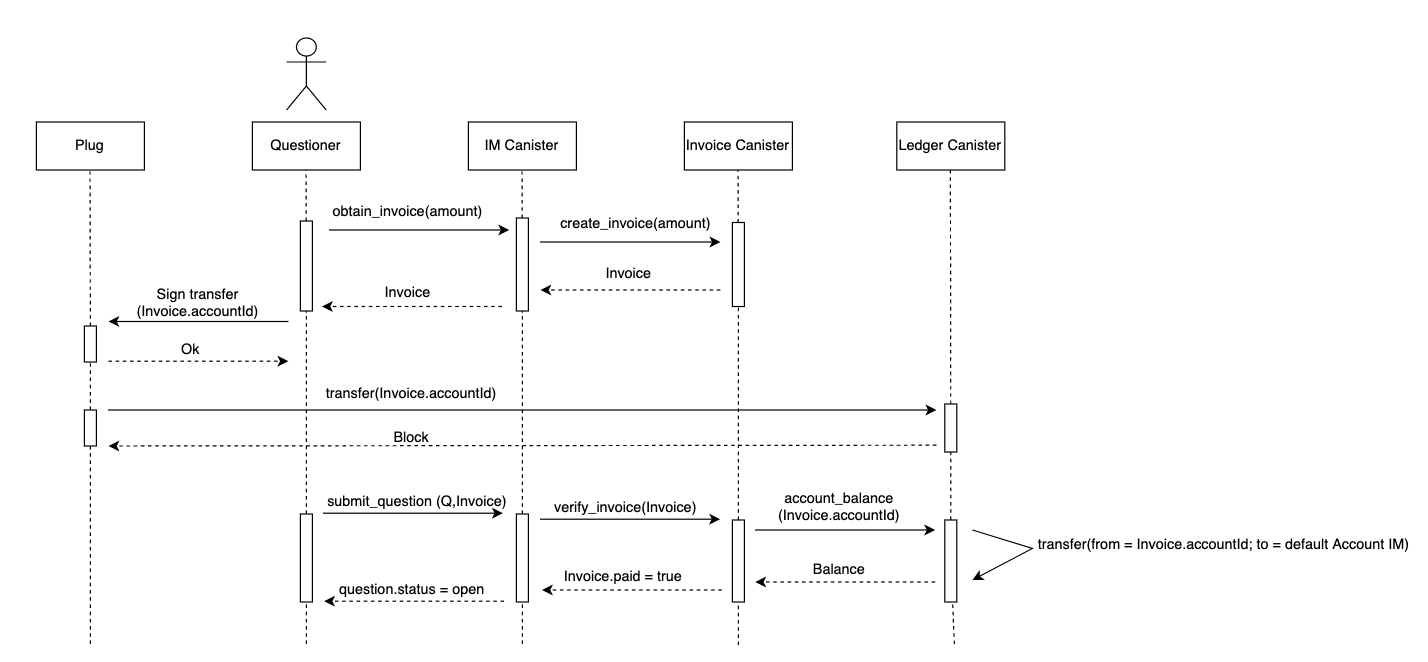 Plug
Questioner
IM Canister
Invoice Canister
Ledger Canister
obtain_invoice(amount)
create_invoice(amount)
Invoice
Invoice
Sign transfer
(Invoice.accountId)
Ok
transfer(Invoice.accountId)
Block
submit_question (Q,Invoice)
verify_invoice(Invoice)
account_balance
(Invoice.accountId)
transfer(from = Invoice.accountId; to = default Account IM)
Balance
Invoice.paid = true
question.status = open